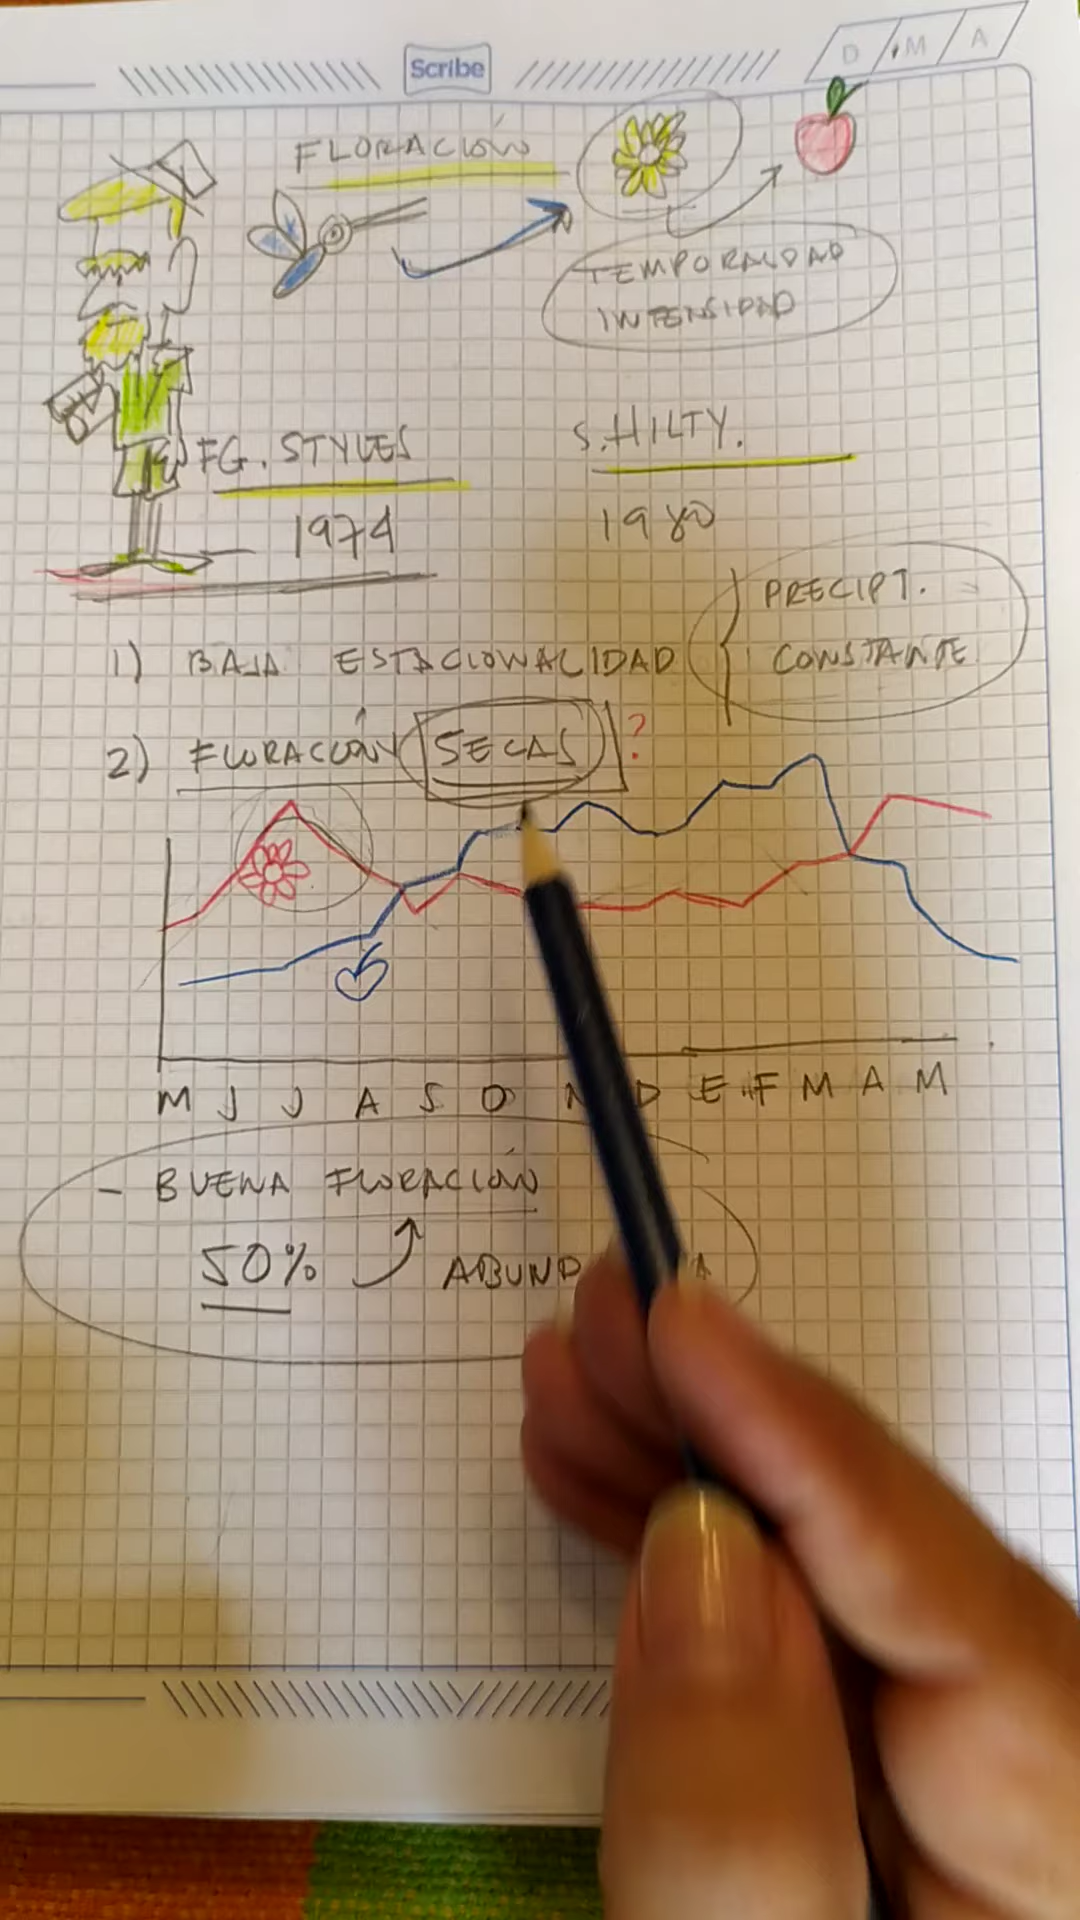 Scribe
D M A
FLORACIÓN
TEMPORALIDAD
INTENSIDAD
FG. STYLES
S. HILTY.
1974
1980
1) BAJA ESTACIONALIDAD
PRECIPT.
CONSTANTE
2) FLORACIÓN SECAS ?
M J J A S O N D E F M A M
- BUENA FLORACIÓN
50%